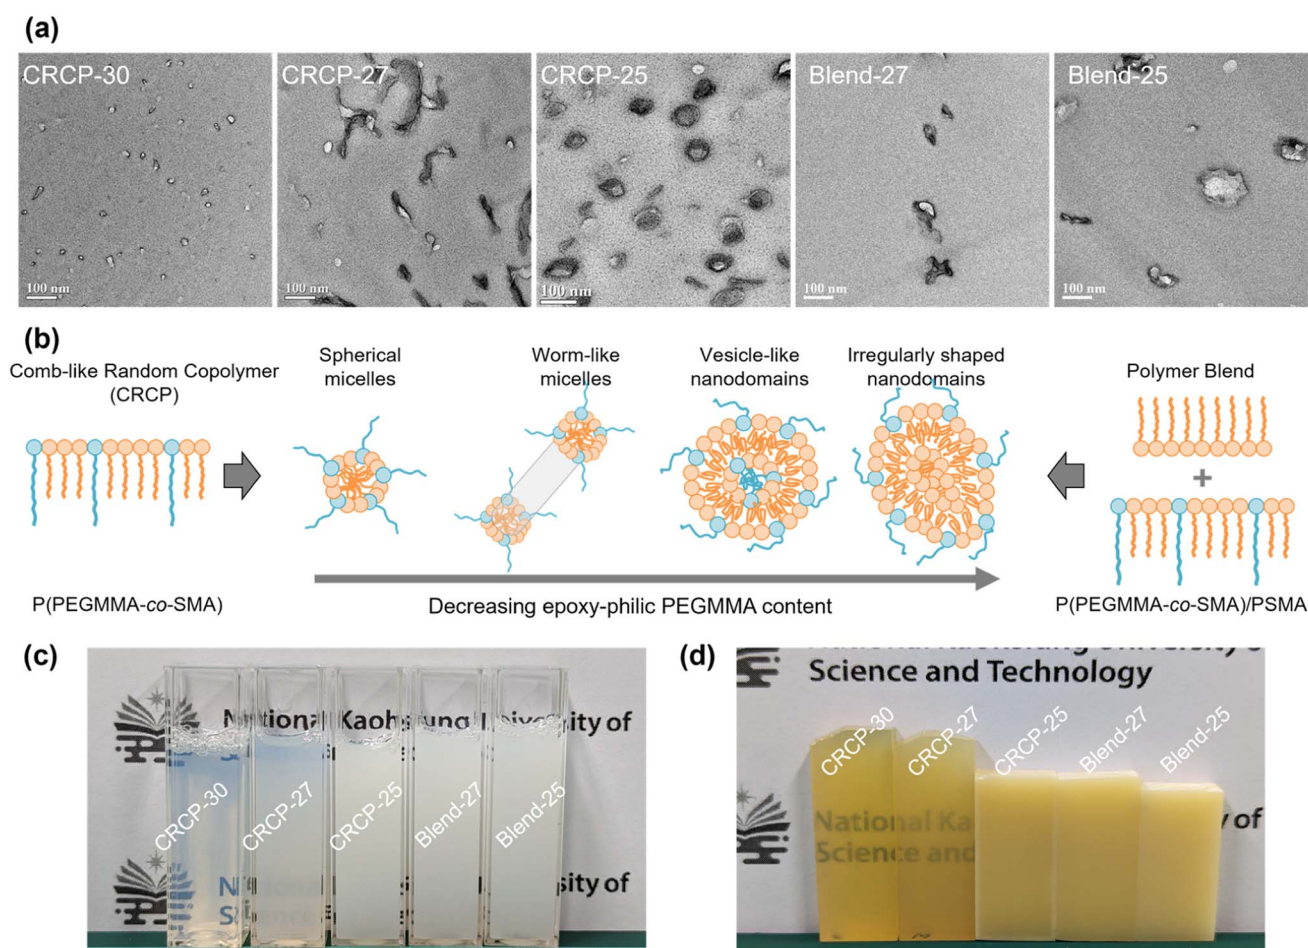 (a)
CRCP-30
CRCP-27
CRCP-25
Blend-27
Blend-25
100 nm
100 nm
100 nm
100 nm
100 nm
(b)
Comb-like Random Copolymer
(CRCP)
Spherical
micelles
Worm-like
micelles
Vesicle-like
nanodomains
Irregularly shaped
nanodomains
Polymer Blend
+
P(PEGMMA-co-SMA)
Decreasing epoxy-philic PEGMMA content
P(PEGMMA-co-SMA)/PSMA
(c)
National Kaohsiung University of
CRCP-30
CRCP-27
CRCP-25
Blend-27
Blend-25
sity of
Science
(d)
Science and Technology
CRCP-30
CRCP-27
CRCP-25
Blend-27
Blend-25
National Ka
y of
Science and